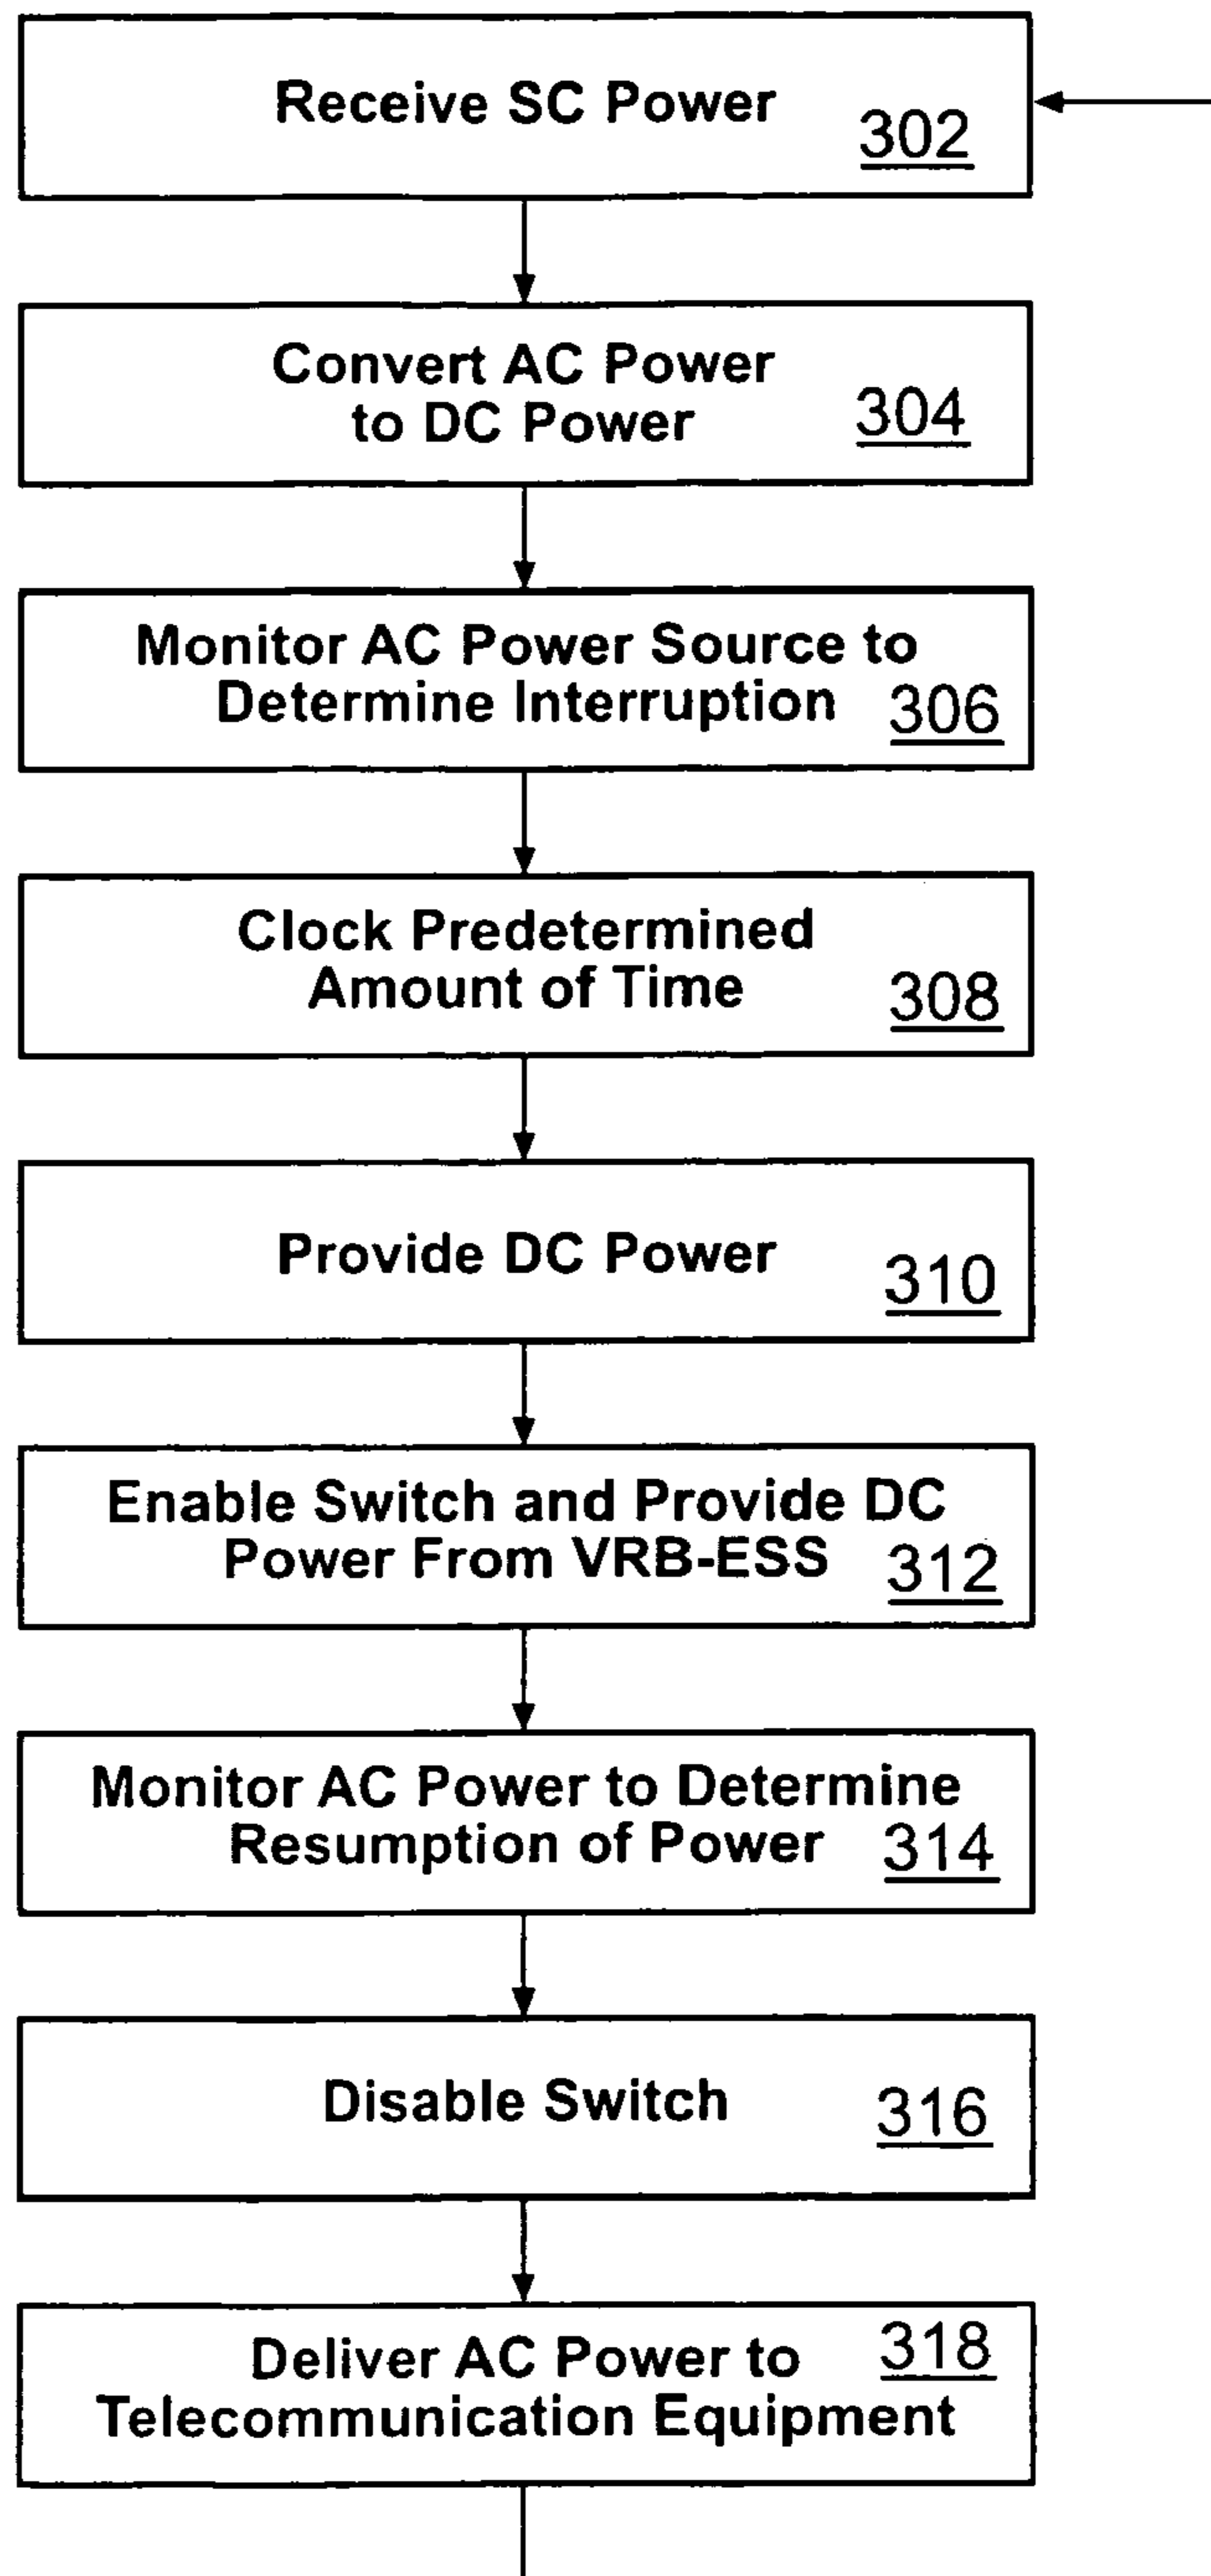 Receive SC Power
302
Convert AC Power
to DC Power
304
Monitor AC Power Source to
Determine Interruption
306
Clock Predetermined
Amount of Time
308
Provide DC Power
310
Enable Switch and Provide DC
Power From VRB-ESS
312
Monitor AC Power to Determine
Resumption of Power
314
Disable Switch
316
Deliver AC Power to
318
Telecommunication Equipment